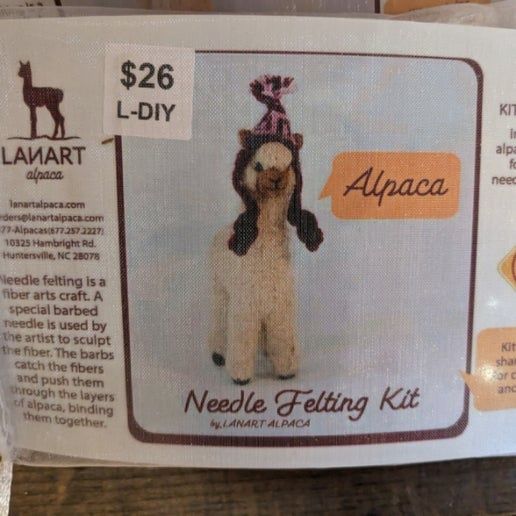 $26
L-DIY
LANART
alpaca
lanartalpaca.com
rders@lanartalpaca.com
77-Alpacas(677.257.2227)
10325 Hambright Rd.
Huntersville, NC 28078
Needle felting is a
fiber arts craft. A
special barbed
needle is used by
the artist to sculpt
the fiber. The barbs
catch the fibers
and push them
through the layers
of alpaca, binding
them together.
Alpaca
Needle Felting Kit
by LANART ALPACA
KIT
alpa
need
Kit
shar
or c
anc